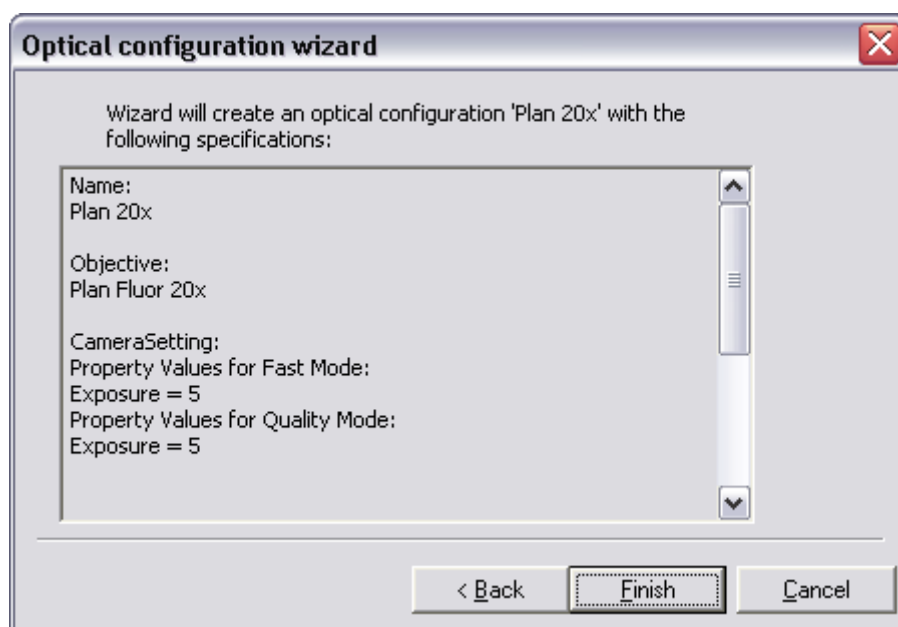 Optical configuration wizard
Wizard will create an optical configuration 'Plan 20x' with the
following specifications:
Name:
Plan 20x
Objective:
Plan Fluor 20x
CameraSetting:
Property Values for Fast Mode:
Exposure = 5
Property Values for Quality Mode:
Exposure = 5
< Back
Finish
Cancel